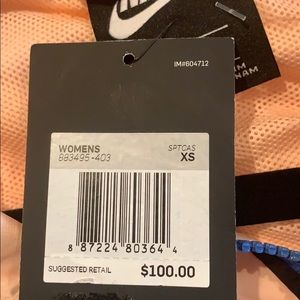 IM#604712
WOMENS
883495-403
SPTCAS
XS
8 87224 80364 4
SUGGESTED RETAIL
$100.00